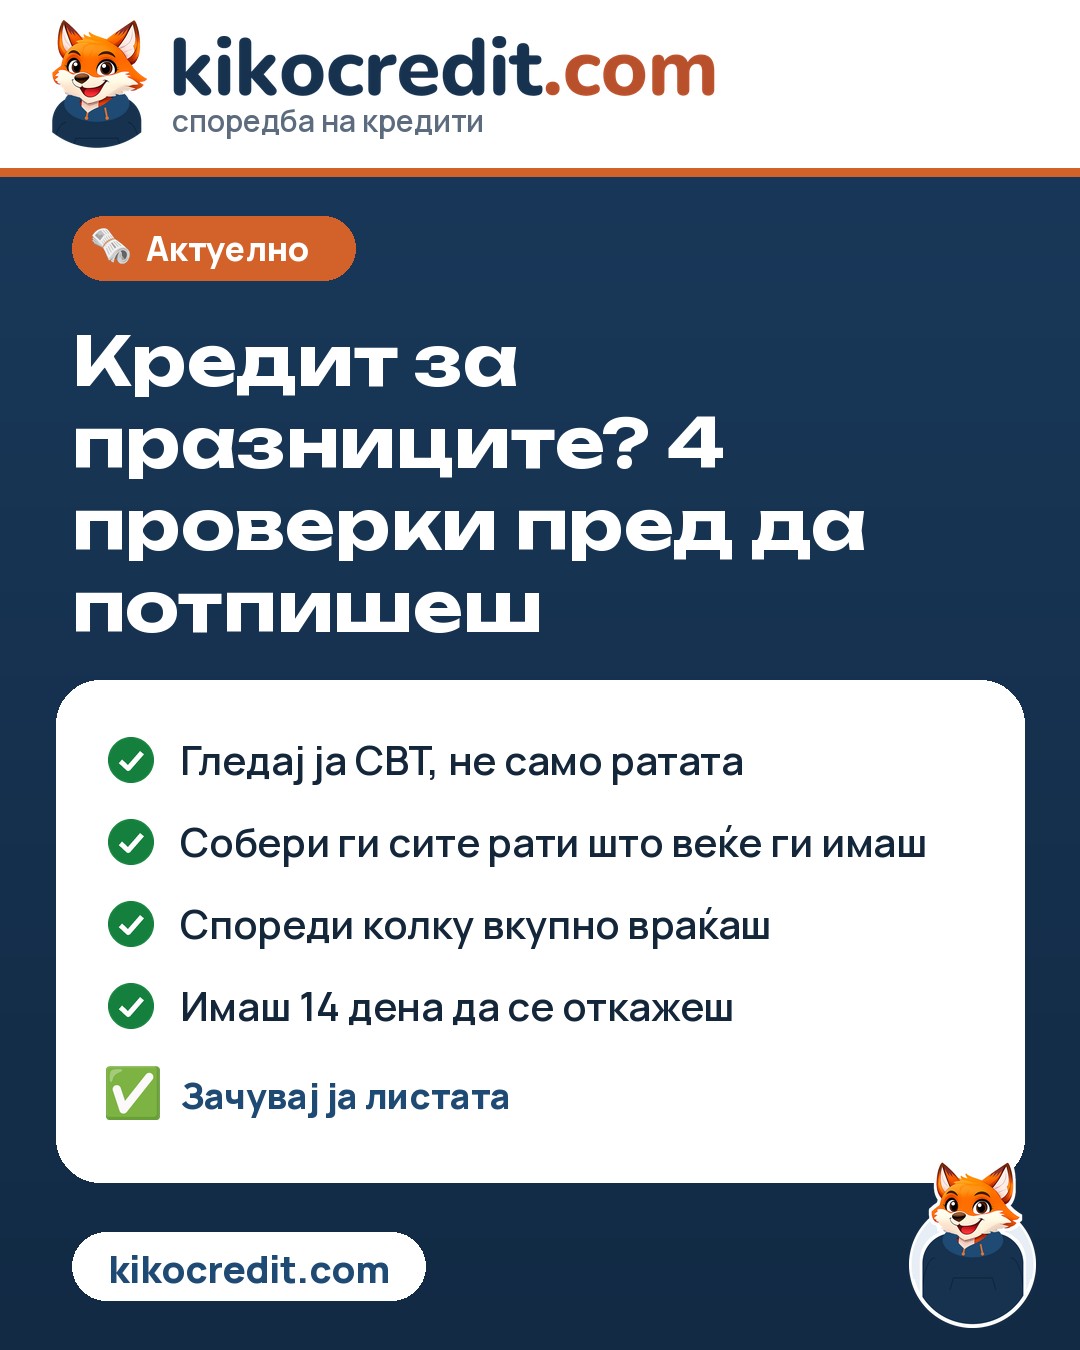 kikocredit.com
споредба на кредити
Актуелно
Кредит за
празниците? 4
проверки пред да
потпишеш
Гледај ја СВТ, не само ратата
Собери ги сите рати што веќе ги имаш
Спореди колку вкупно враќаш
Имаш 14 дена да се откажеш
Зачувај ја листата
kikocredit.com